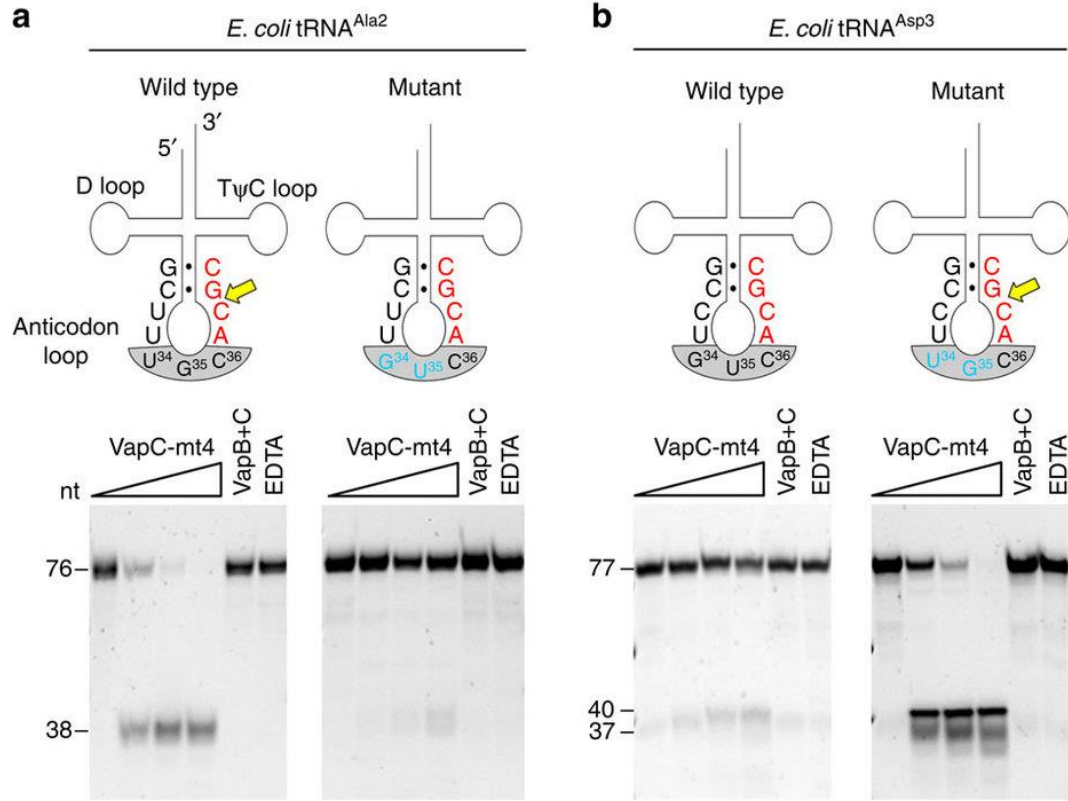 a
E. coli tRNAAla2
Wild type
Mutant
3′
5′
D loop
TψC loop
G C
C G
U C
U A
Anticodon
loop
U34 G35 C36
G C
C G
U C
U A
G34 U35 C36
VapC-mt4
VapB+C
EDTA
VapC-mt4
VapB+C
EDTA
nt
76
38
b
E. coli tRNAAsp3
Wild type
Mutant
G C
C G
C C
U A
G34 U35 C36
G C
C G
C C
U A
U34 G35 C36
VapC-mt4
VapB+C
EDTA
VapC-mt4
VapB+C
EDTA
77
40
37